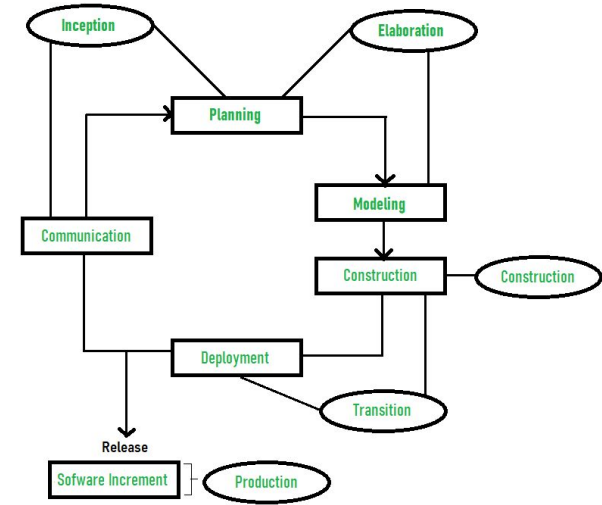 Inception
Elaboration
Planning
Modeling
Communication
Construction
Construction
Deployment
Transition
Release
Sofware Increment
Production